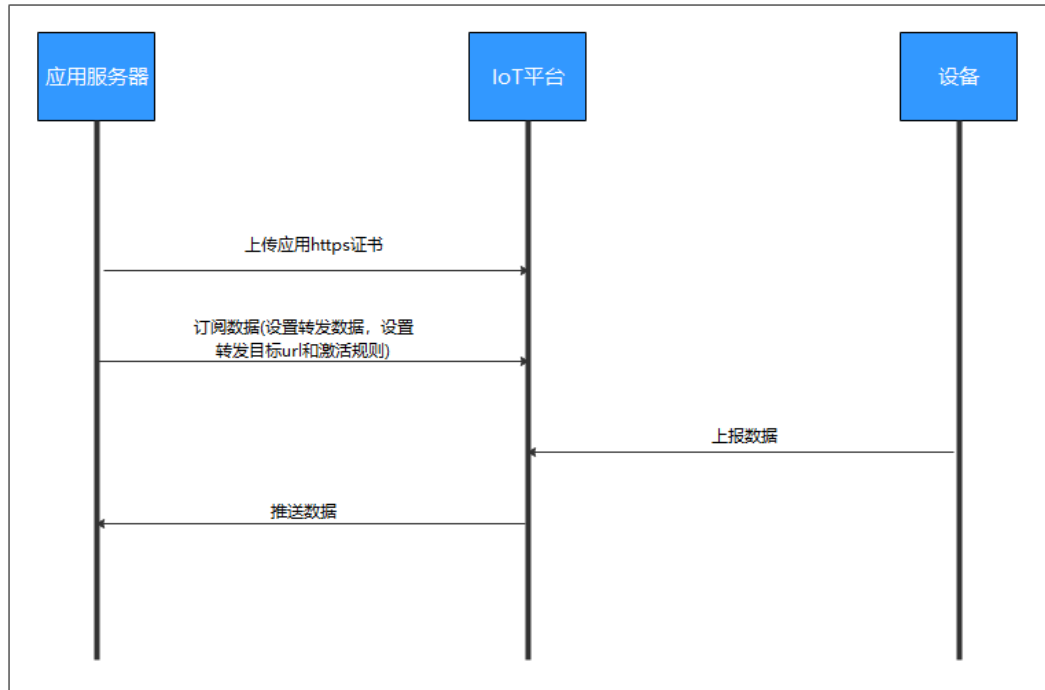 应用服务器
IoT平台
设备
上传应用https证书
订阅数据(设置转发数据，设置
转发目标url和激活规则)
上报数据
推送数据